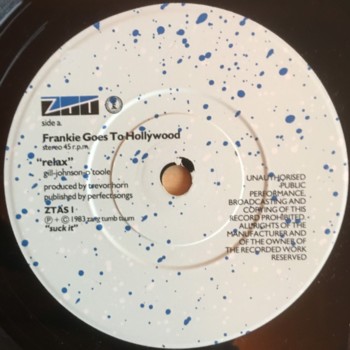 ZTT
side a.
Frankie Goes To Hollywood
stereo 45 r.p.m.
"relax"
gill-johnson-o'toole
produced by trevor horn
published by perfectsongs
ZTAS 1
Ⓟ + © 1983 zang tumb tuum
"suck it"
UNAUTHORISED
PUBLIC
PERFORMANCE,
BROADCASTING AND
COPYING OF THIS
RECORD PROHIBITED -
ALL RIGHTS OF THE
MANUFACTURER AND
OF THE OWNER OF
THE RECORDED WORK
RESERVED